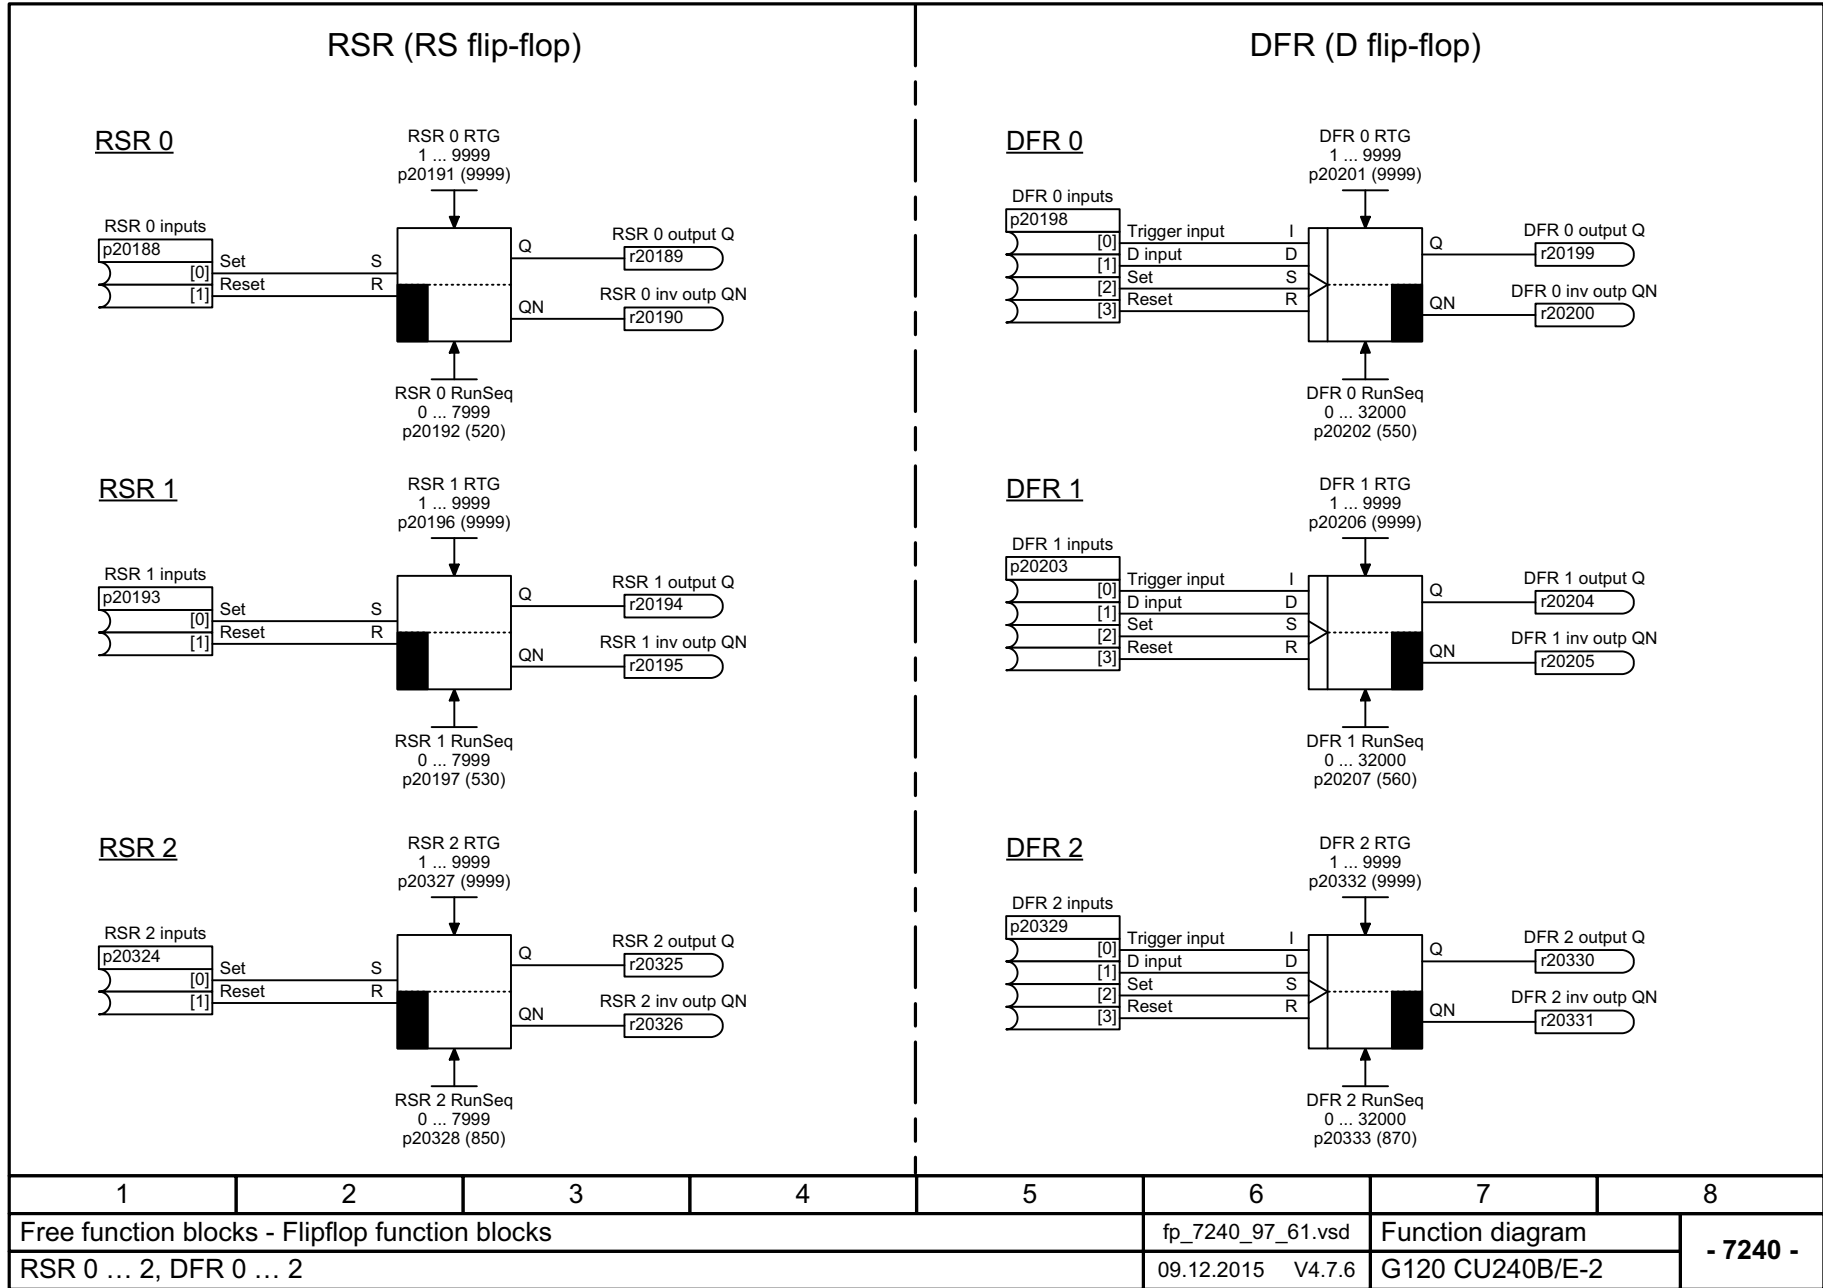 RSR (RS flip-flop)
RSR 0
RSR 0 RTG
1 ... 9999
p20191 (9999)
RSR 0 inputs
p20188
[0] Set S
[1] Reset R
Q
RSR 0 output Q
r20189
QN
RSR 0 inv outp QN
r20190
RSR 0 RunSeq
0 ... 7999
p20192 (520)
RSR 1
RSR 1 RTG
1 ... 9999
p20196 (9999)
RSR 1 inputs
p20193
[0] Set S
[1] Reset R
Q
RSR 1 output Q
r20194
QN
RSR 1 inv outp QN
r20195
RSR 1 RunSeq
0 ... 7999
p20197 (530)
RSR 2
RSR 2 RTG
1 ... 9999
p20327 (9999)
RSR 2 inputs
p20324
[0] Set S
[1] Reset R
Q
RSR 2 output Q
r20325
QN
RSR 2 inv outp QN
r20326
RSR 2 RunSeq
0 ... 7999
p20328 (850)
DFR (D flip-flop)
DFR 0
DFR 0 RTG
1 ... 9999
p20201 (9999)
DFR 0 inputs
p20198
[0] Trigger input I
[1] D input D
[2] Set S
[3] Reset R
Q
DFR 0 output Q
r20199
QN
DFR 0 inv outp QN
r20200
DFR 0 RunSeq
0 ... 32000
p20202 (550)
DFR 1
DFR 1 RTG
1 ... 9999
p20206 (9999)
DFR 1 inputs
p20203
[0] Trigger input I
[1] D input D
[2] Set S
[3] Reset R
Q
DFR 1 output Q
r20204
QN
DFR 1 inv outp QN
r20205
DFR 1 RunSeq
0 ... 32000
p20207 (560)
DFR 2
DFR 2 RTG
1 ... 9999
p20332 (9999)
DFR 2 inputs
p20329
[0] Trigger input I
[1] D input D
[2] Set S
[3] Reset R
Q
DFR 2 output Q
r20330
QN
DFR 2 inv outp QN
r20331
DFR 2 RunSeq
0 ... 32000
p20333 (870)
1 2 3 4 5 6 7 8
Free function blocks - Flipflop function blocks
fp_7240_97_61.vsd
Function diagram
- 7240 -
RSR 0 … 2, DFR 0 … 2
09.12.2015 V4.7.6
G120 CU240B/E-2